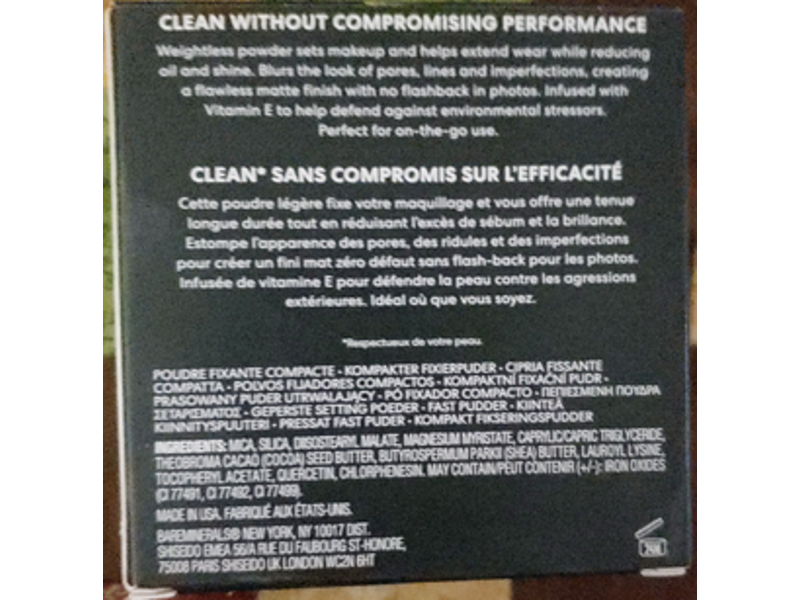 CLEAN WITHOUT COMPROMISING PERFORMANCE
Weightless powder sets makeup and helps extend wear while reducing
oil and shine. Blurs the look of pores, lines and imperfections, creating
a flawless matte finish with no flashback in photos. Infused with
Vitamin E to help defend against environmental stressors.
Perfect for on-the-go use.
CLEAN* SANS COMPROMIS SUR L'EFFICACITÉ
Cette poudre légère fixe votre maquillage et vous offre une tenue
longue durée tout en réduisant l'excès de sébum et la brillance.
Estompe l'apparence des pores, des ridules et des imperfections
pour créer un fini mat zéro défaut sans flash-back pour les photos.
Infusée de vitamine E pour défendre la peau contre les agressions
extérieures. Idéal où que vous soyez.
*Respectueux de votre peau.
POUDRE FIXANTE COMPACTE - KOMPAKTER FIXIERPUDER - CIPRIA FISSANTE
COMPATTA - POLVOS FIJADORES COMPACTOS - KOMPAKTNÍ FIXAČNÍ PUDR -
PRASOWANY PUDER UTRWALAJĄCY - PÓ FIXADOR COMPACTO - ΠΕΠΙΕΣΜΕΝΗ ΠΟΥΔΡΑ
ΣΕΤΑΡΙΣΜΑΤΟΣ - GEPERSTE SETTING POEDER - FAST PUDDER - KIINTEÄ
KIINNITYSPUUTERI - PRESSAT FAST PUDER - KOMPAKT FIKSERINGSPUDDER
INGREDIENTS: MICA, SILICA, DIISOSTEARYL MALATE, MAGNESIUM MYRISTATE, CAPRYLIC/CAPRIC TRIGLYCERIDE,
THEOBROMA CACAO (COCOA) SEED BUTTER, BUTYROSPERMUM PARKII (SHEA) BUTTER, LAUROYL LYSINE,
TOCOPHERYL ACETATE, QUERCETIN, CHLORPHENESIN. MAY CONTAIN/PEUT CONTENIR (+/-): IRON OXIDES
(CI 77491, CI 77492, CI 77499).
MADE IN USA. FABRIQUÉ AUX ÉTATS-UNIS.
BAREMINERALS® NEW YORK, NY 10017 DIST.
SHISEIDO EMEA 56/A RUE DU FAUBOURG ST-HONORE,
75008 PARIS SHISEIDO UK LONDON WC2N 6HT
24M